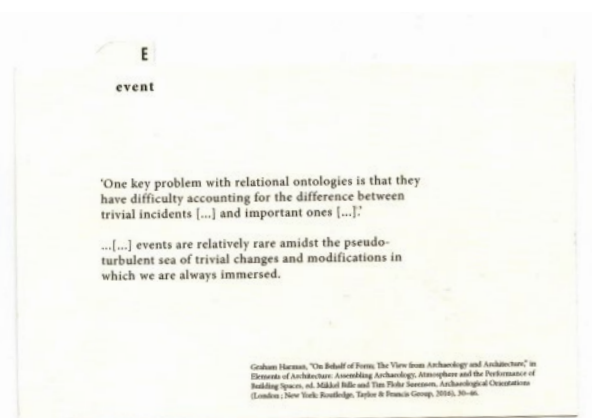 E
event
'One key problem with relational ontologies is that they
have difficulty accounting for the difference between
trivial incidents [...] and important ones [...].'
...[...] events are relatively rare amidst the pseudo-
turbulent sea of trivial changes and modifications in
which we are always immersed.
Graham Harman, "On Behalf of Form: The View from Archaeology and Architecture," in
Elements of Architecture: Assembling Archaeology, Atmosphere and the Performance of
Building Spaces, ed. Mikkel Bille and Tim Flohr Sorensen, Archaeological Orientations
(London ; New York: Routledge, Taylor & Francis Group, 2016), 30–46.